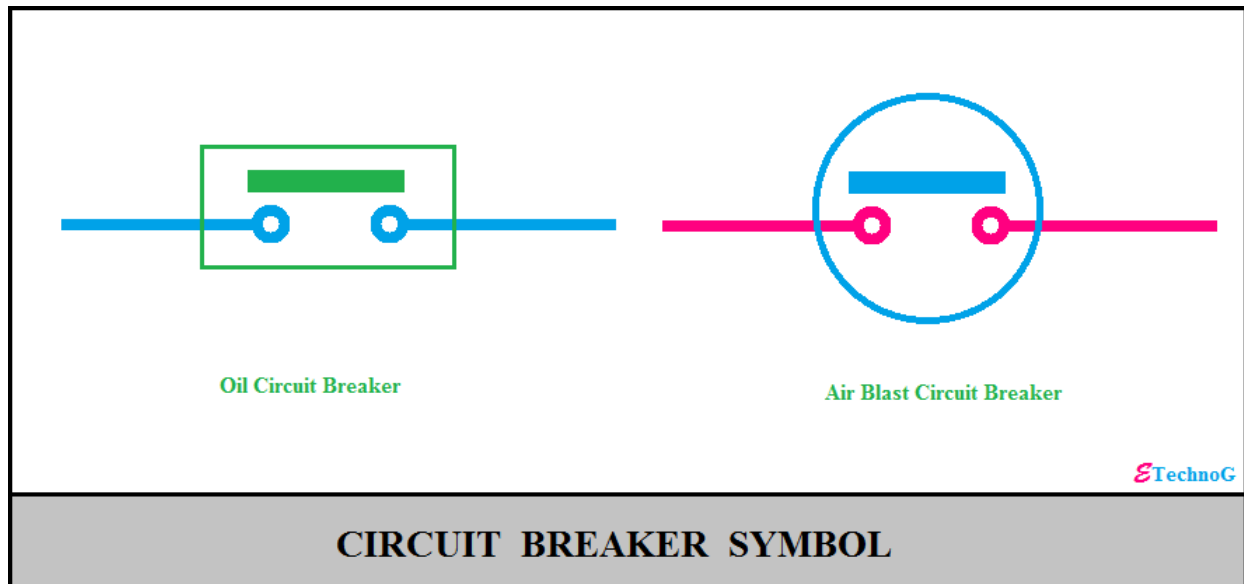 Oil Circuit Breaker
Air Blast Circuit Breaker
ETechnoG
CIRCUIT BREAKER SYMBOL